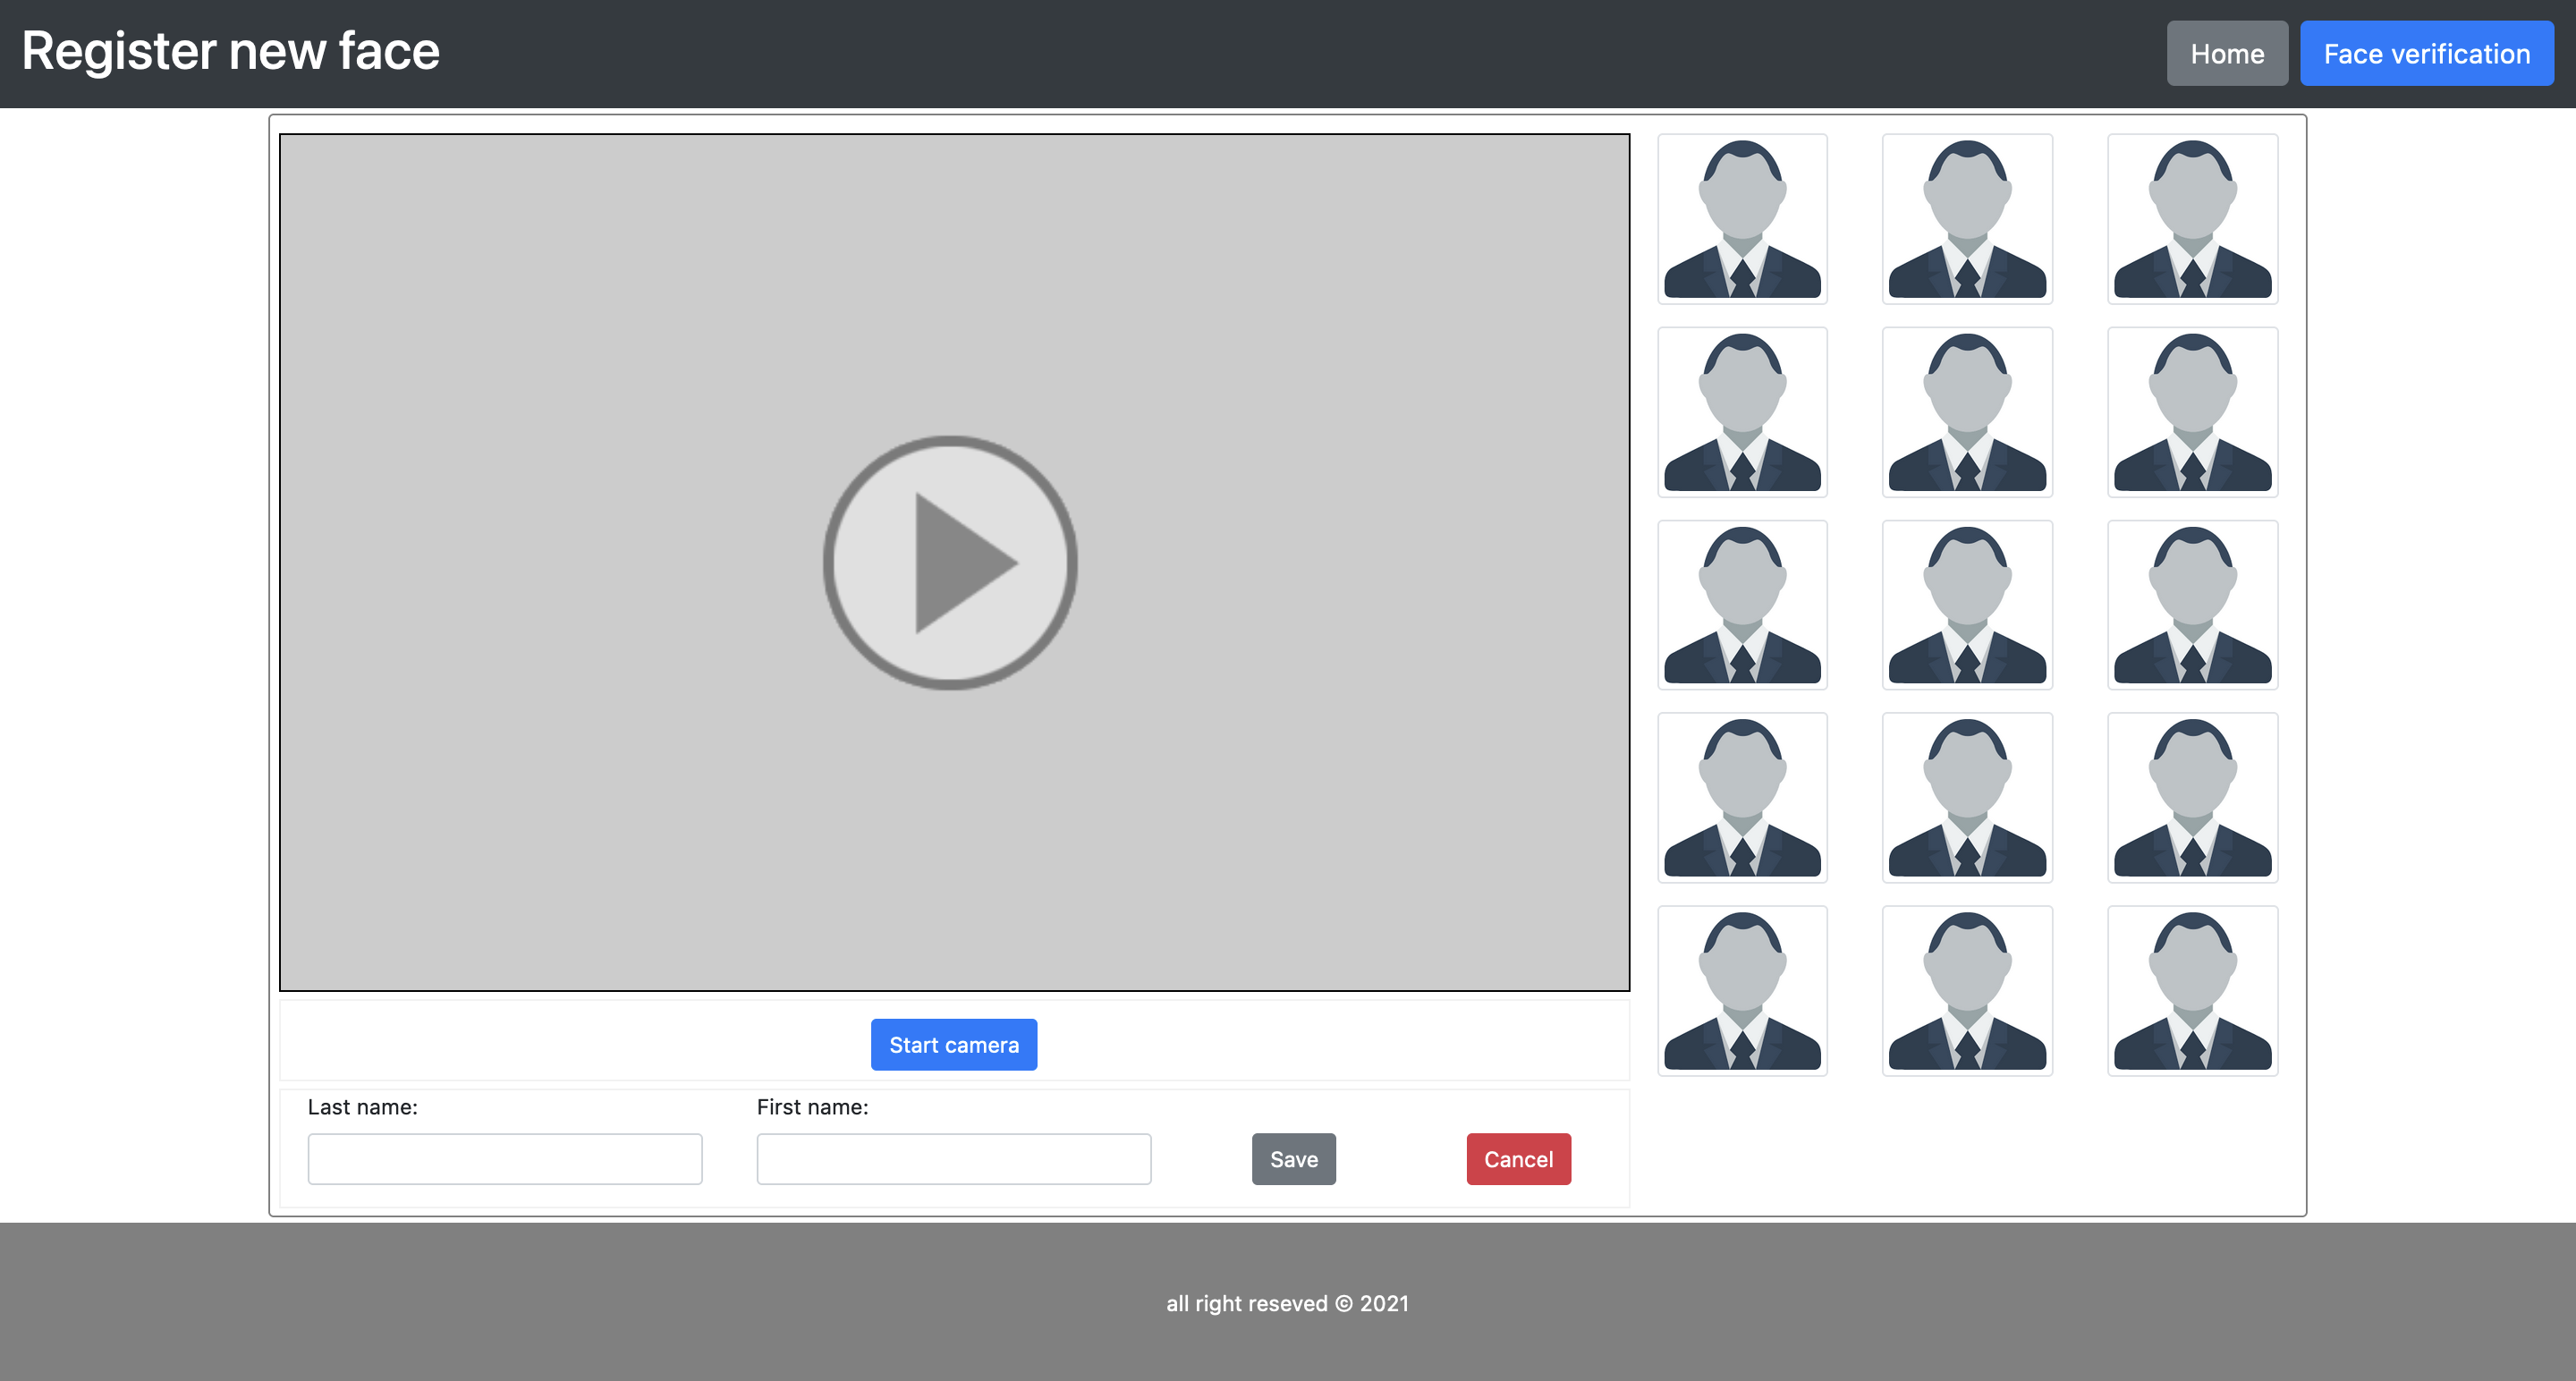 Register new face
Home
Face verification
Start camera
Last name:
First name:
Save
Cancel
all right reseved © 2021